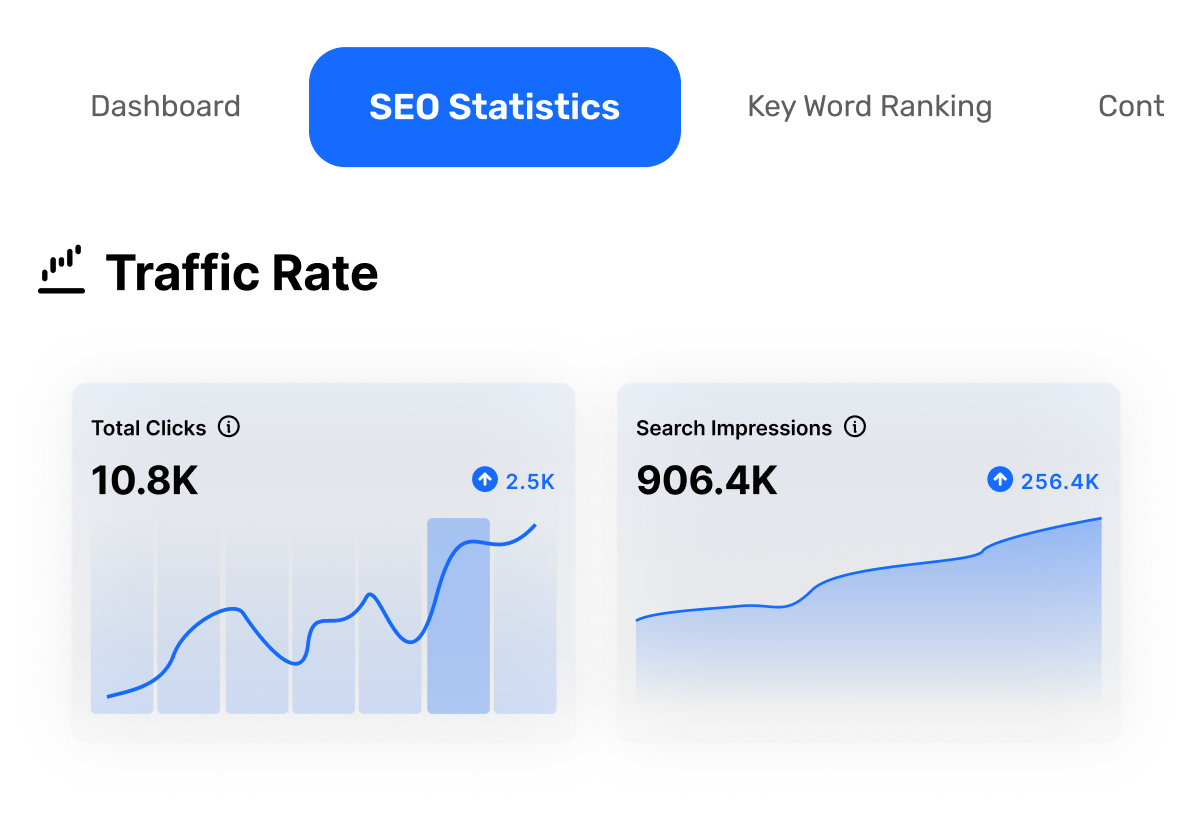 Dashboard SEO Statistics Key Word Ranking Cont
Traffic Rate
Total Clicks
10.8K 2.5K
Search Impressions
906.4K 256.4K